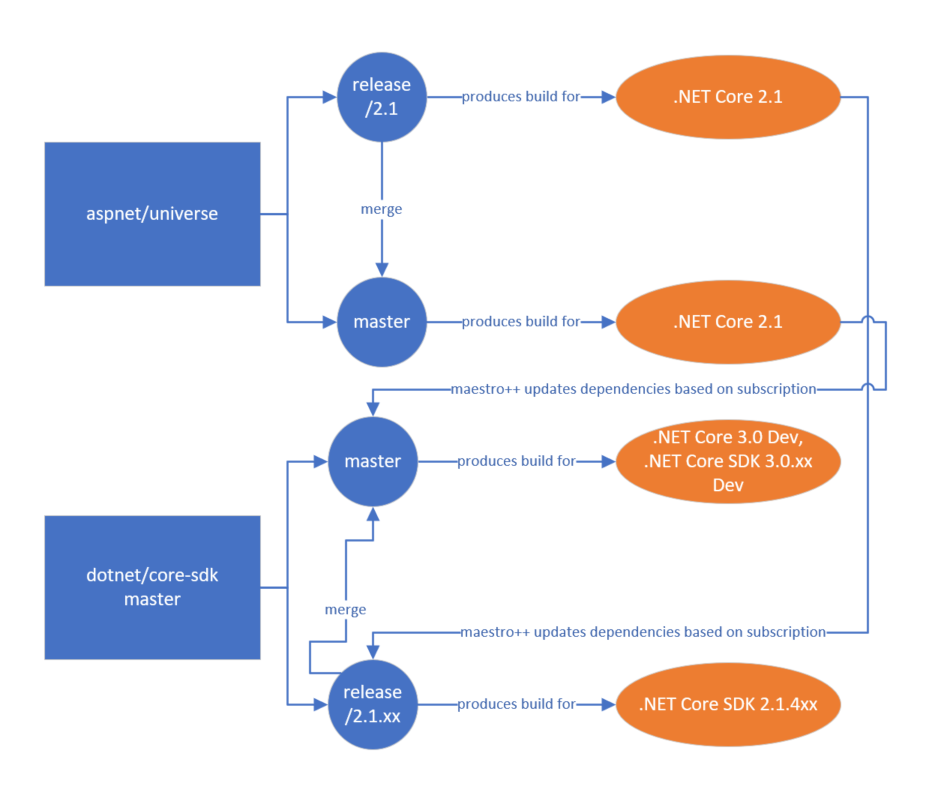 release
/2.1
produces build for
.NET Core 2.1
aspnet/universe
merge
master
produces build for
.NET Core 2.1
maestro++ updates dependencies based on subscription
master
produces build for
.NET Core 3.0 Dev,
.NET Core SDK 3.0.xx
Dev
dotnet/core-sdk
master
merge
maestro++ updates dependencies based on subscription
release
/2.1.xx
produces build for
.NET Core SDK 2.1.4xx